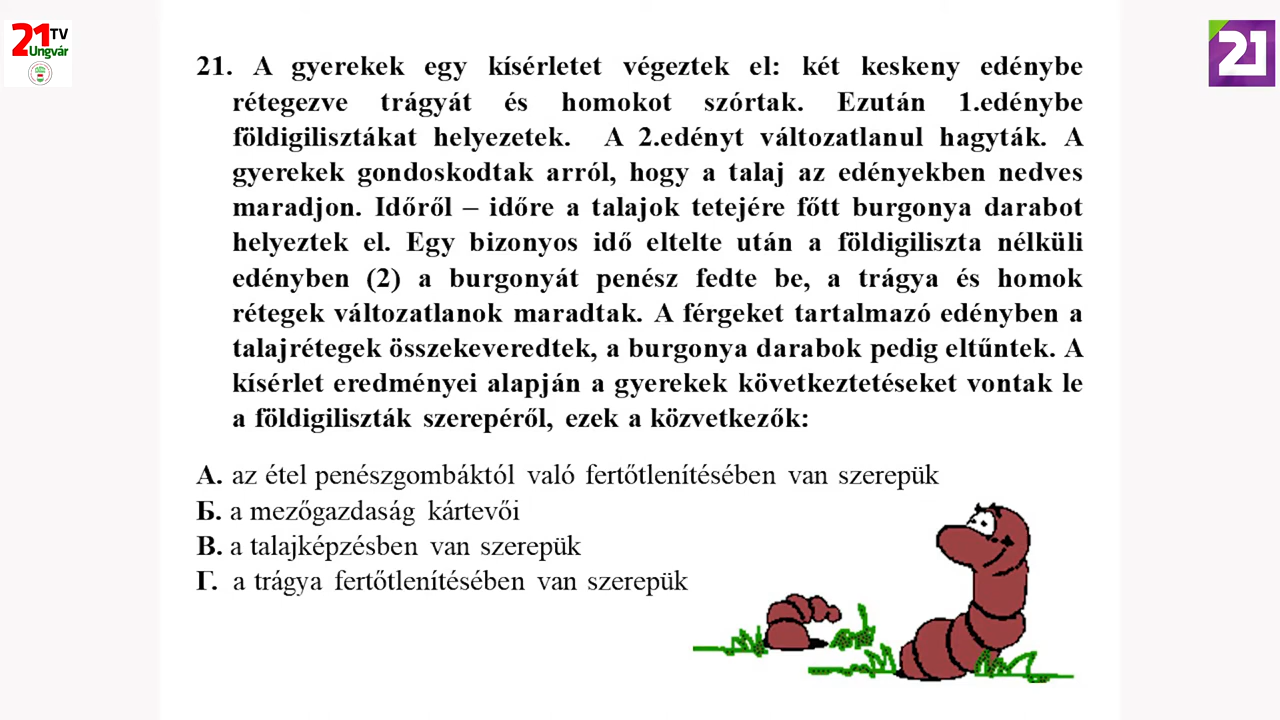 21 TV
Ungvár
21
21. A gyerekek egy kísérletet végeztek el: két keskeny edénybe
rétegezve trágyát és homokot szórtak. Ezután 1.edénybe
földigilisztákat helyezetek. A 2.edényt változatlanul hagyták. A
gyerekek gondoskodtak arról, hogy a talaj az edényekben nedves
maradjon. Időről – időre a talajok tetejére főtt burgonya darabot
helyeztek el. Egy bizonyos idő eltelte után a földigiliszta nélküli
edényben (2) a burgonyát penész fedte be, a trágya és homok
rétegek változatlanok maradtak. A férgeket tartalmazó edényben a
talajrétegek összekeveredtek, a burgonya darabok pedig eltűntek. A
kísérlet eredményei alapján a gyerekek következtetéseket vontak le
a földigiliszták szerepéről, ezek a közvetkezők:
А. az étel penészgombáktól való fertőtlenítésében van szerepük
Б. a mezőgazdaság kártevői
В. a talajképzésben van szerepük
Г. a trágya fertőtlenítésében van szerepük